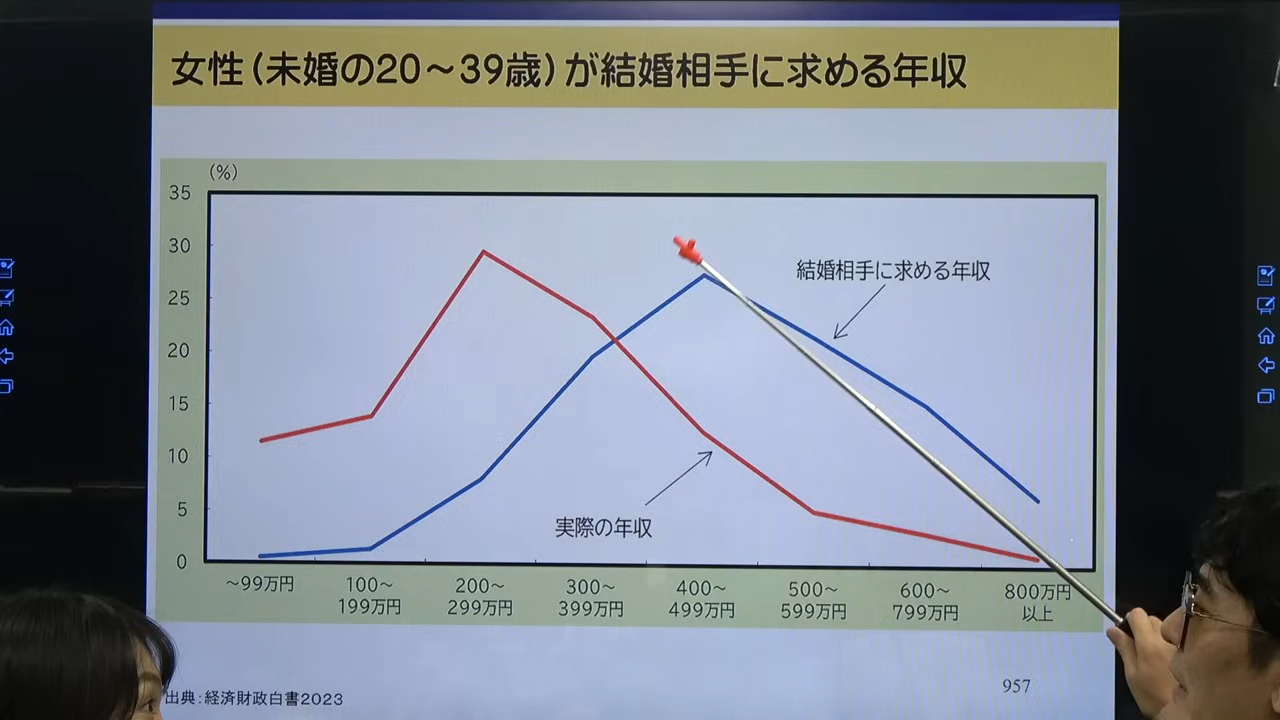 女性(未婚の20～39歳)が結婚相手に求める年収
(%)
35
30
25
20
15
10
5
0
結婚相手に求める年収
実際の年収
～99万円
100～
199万円
200～
299万円
300～
399万円
400～
499万円
500～
599万円
600～
799万円
800万円
以上
出典：経済財政白書2023
957